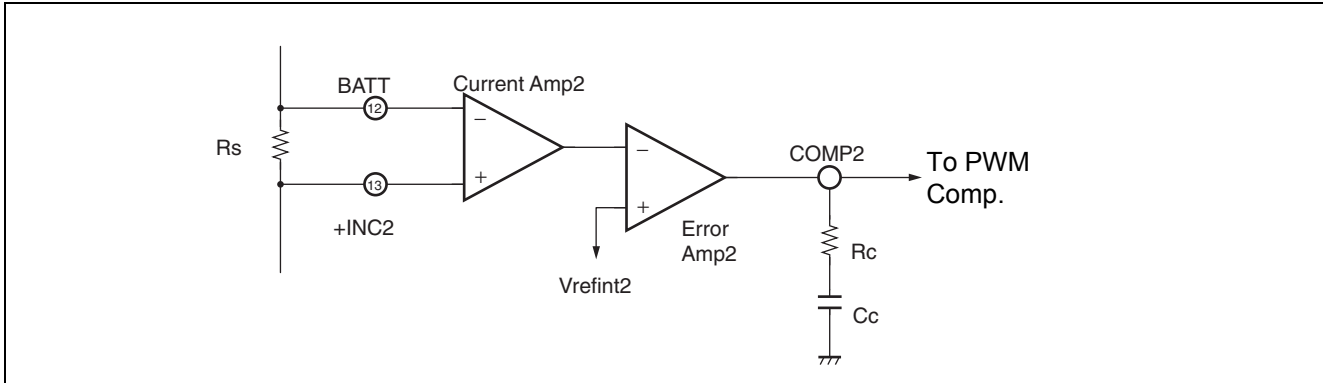 BATT
Current Amp2
12
−
Rs
COMP2
To PWM
Comp.
−
13
+
+
+INC2
Error
Amp2
Rc
Vrefint2
Cc